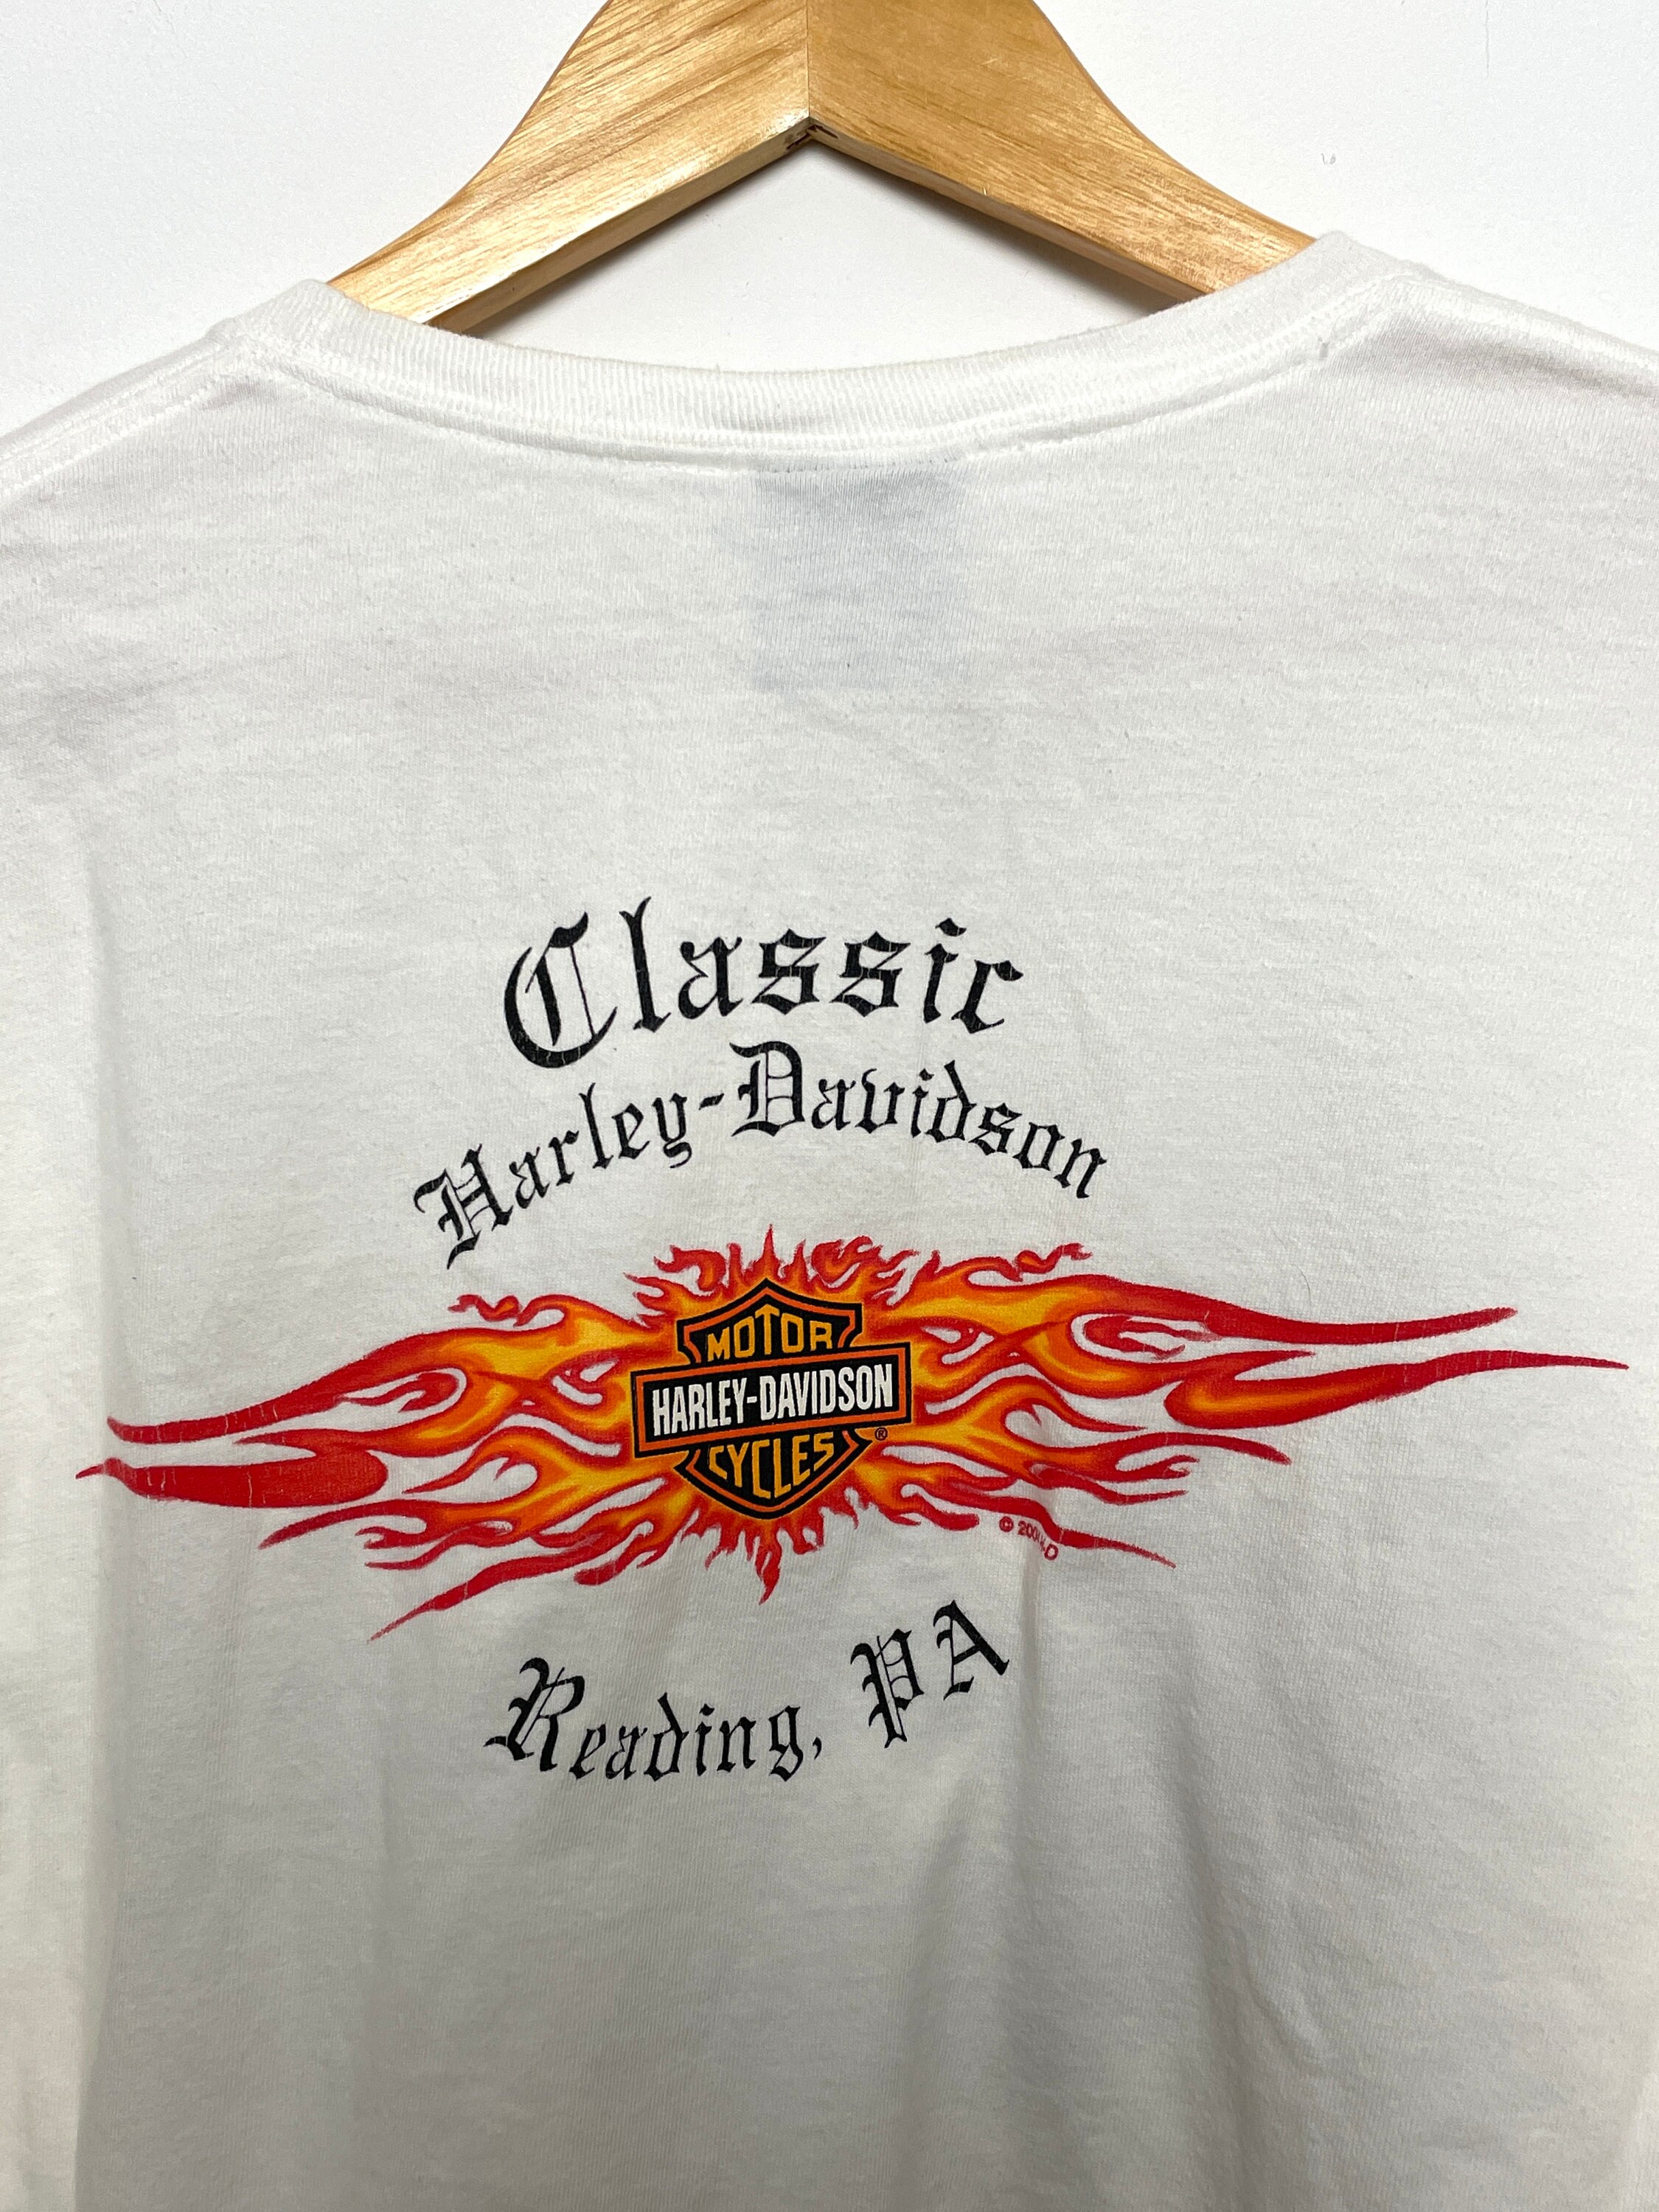 Classic
Harley-Davidson
MOTOR
HARLEY-DAVIDSON
CYCLES ®
©
Reading, PA